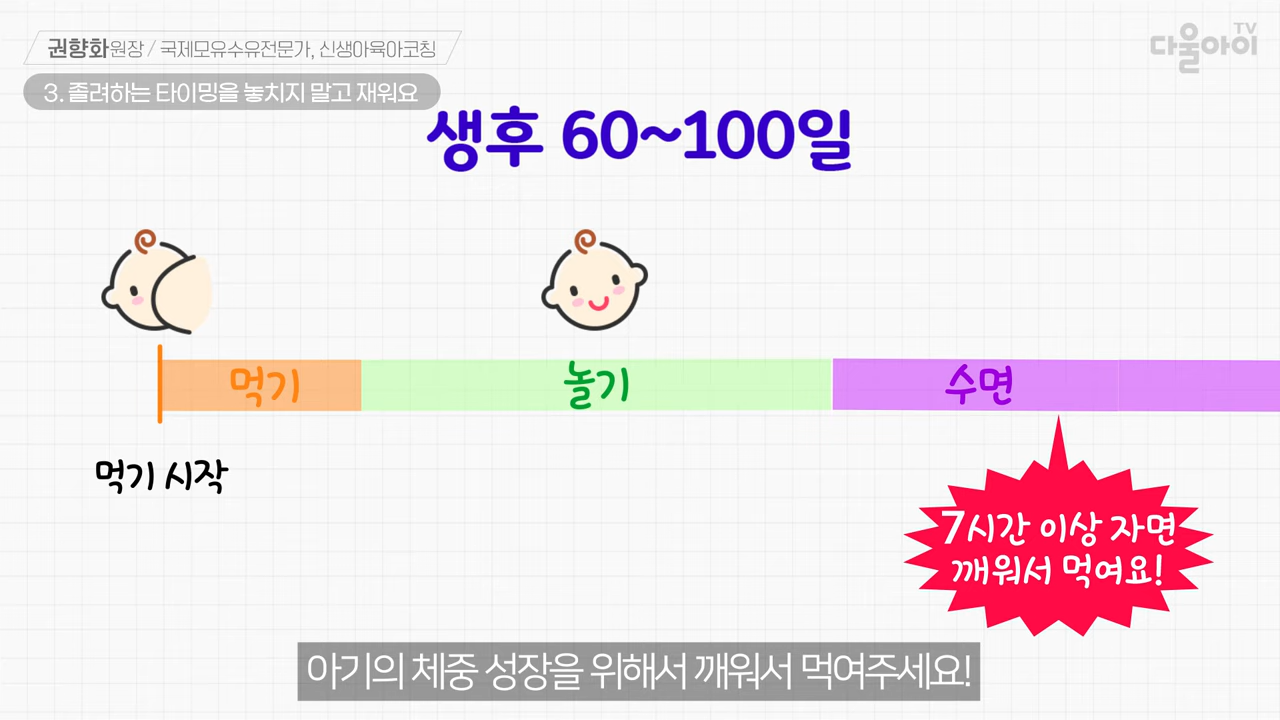 권향화원장 / 국제모유수유전문가, 신생아육아코칭
다울아이 TV
3. 졸려하는 타이밍을 놓치지 말고 재워요
생후 60~100일
먹기
놀기
수면
먹기 시작
7시간 이상 자면
깨워서 먹여요!
아기의 체중 성장을 위해서 깨워서 먹여주세요!